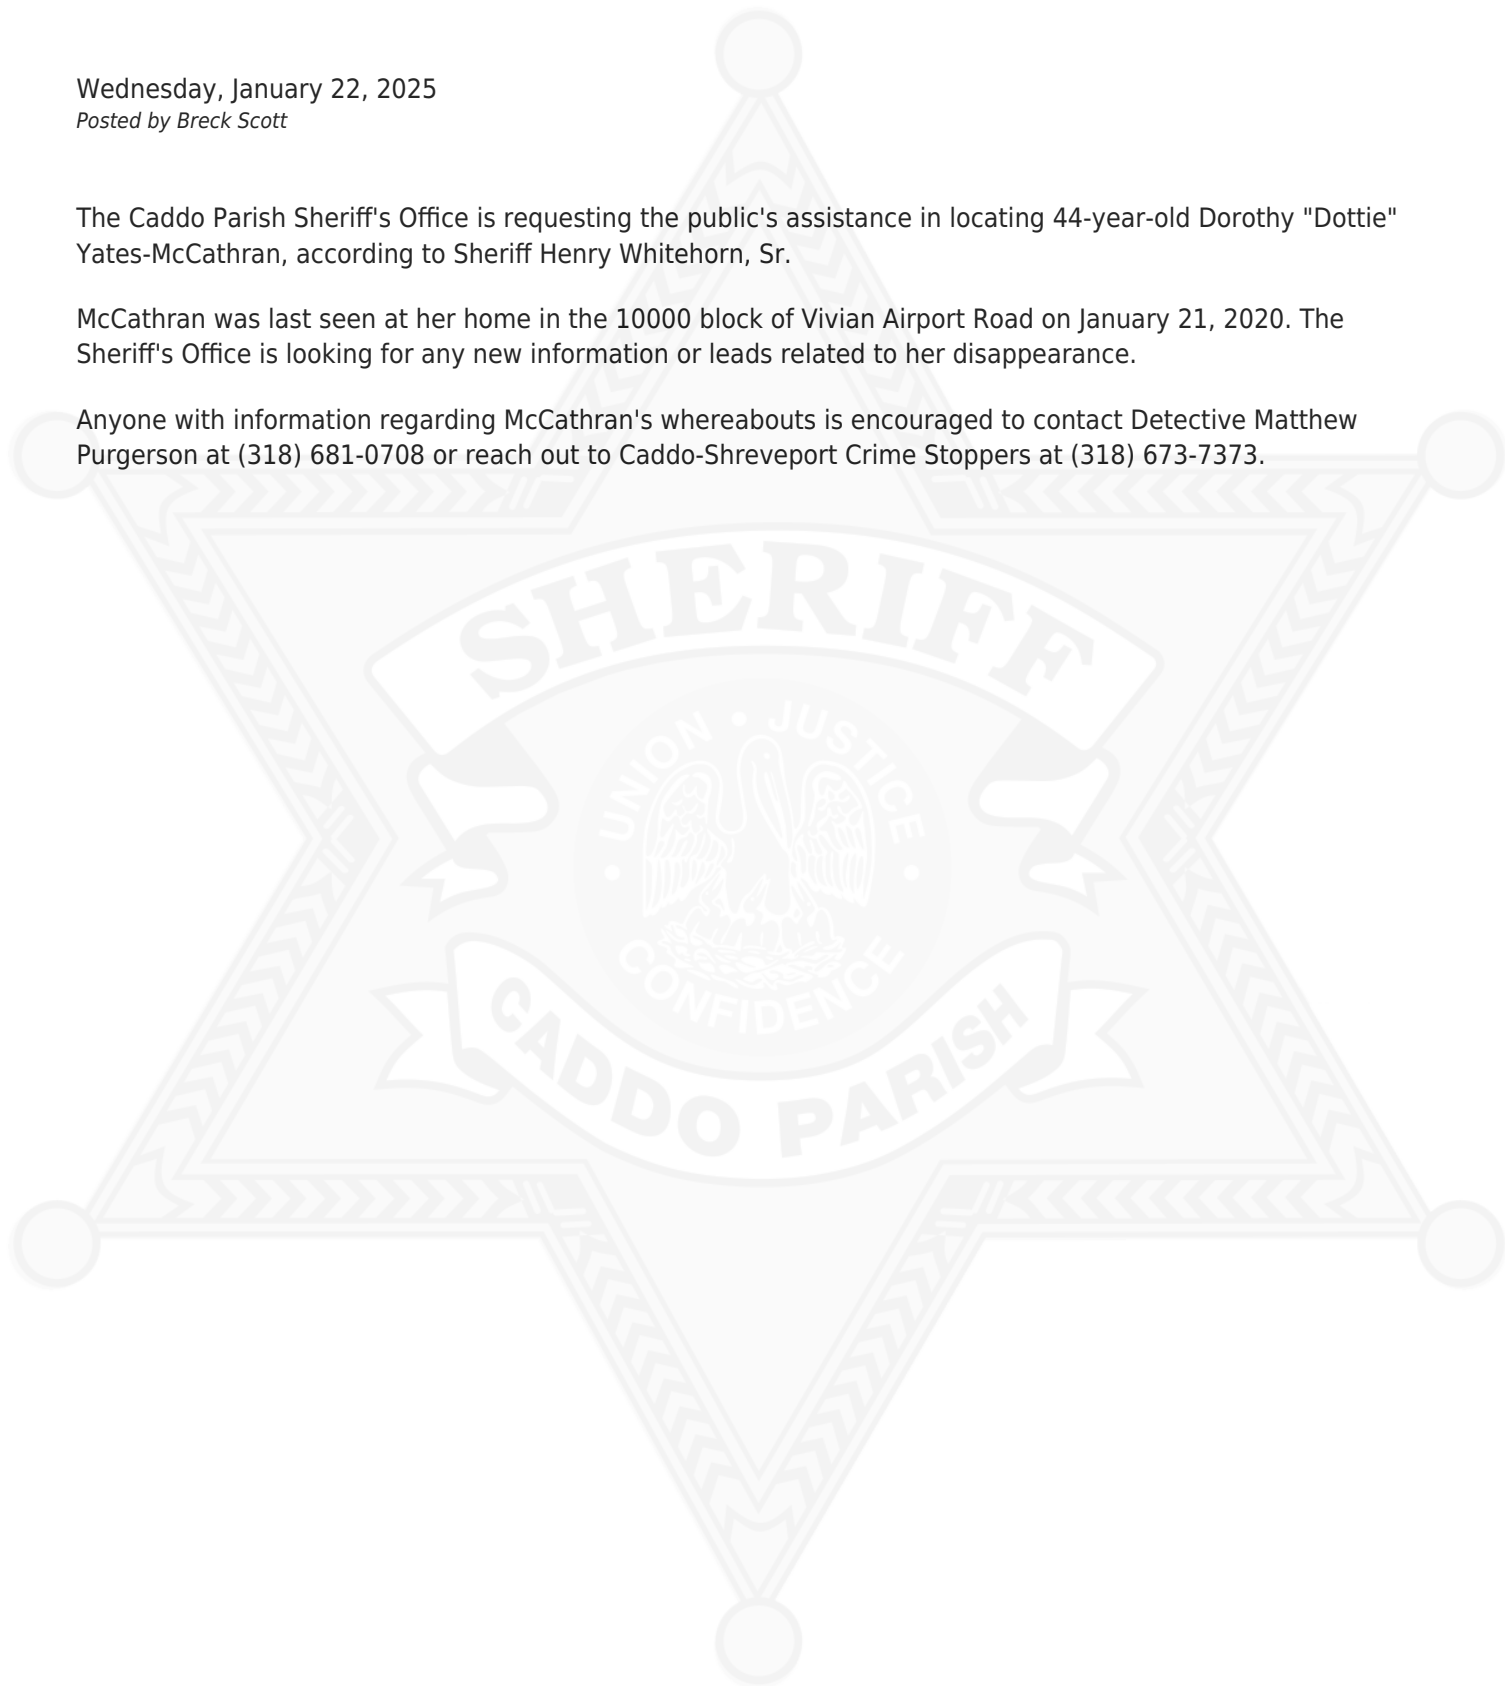 Wednesday, January 22, 2025
Posted by Breck Scott
The Caddo Parish Sheriff's Office is requesting the public's assistance in locating 44-year-old Dorothy "Dottie"
Yates-McCathran, according to Sheriff Henry Whitehorn, Sr.
McCathran was last seen at her home in the 10000 block of Vivian Airport Road on January 21, 2020. The
Sheriff's Office is looking for any new information or leads related to her disappearance.
Anyone with information regarding McCathran's whereabouts is encouraged to contact Detective Matthew
Purgerson at (318) 681-0708 or reach out to Caddo-Shreveport Crime Stoppers at (318) 673-7373.
SHERIFF
UNION • JUSTICE
• CONFIDENCE •
CADDO PARISH